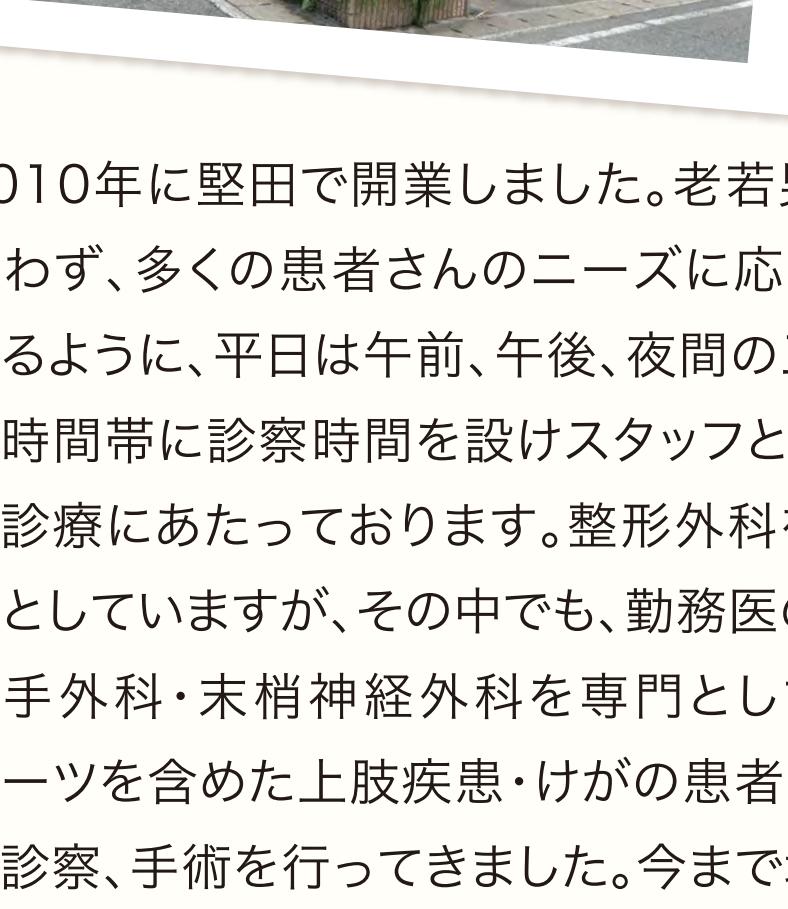 010年に堅田で開業しました。老若
わず、多くの患者さんのニーズに応
るように、平日は午前、午後、夜間の
時間帯に診察時間を設けスタッフと
診療にあたっております。整形外科
としていますが、その中でも、勤務医
手外科・末梢神経外科を専門とし
ーツを含めた上肢疾患・けがの患者
診察、手術を行ってきました。今まで